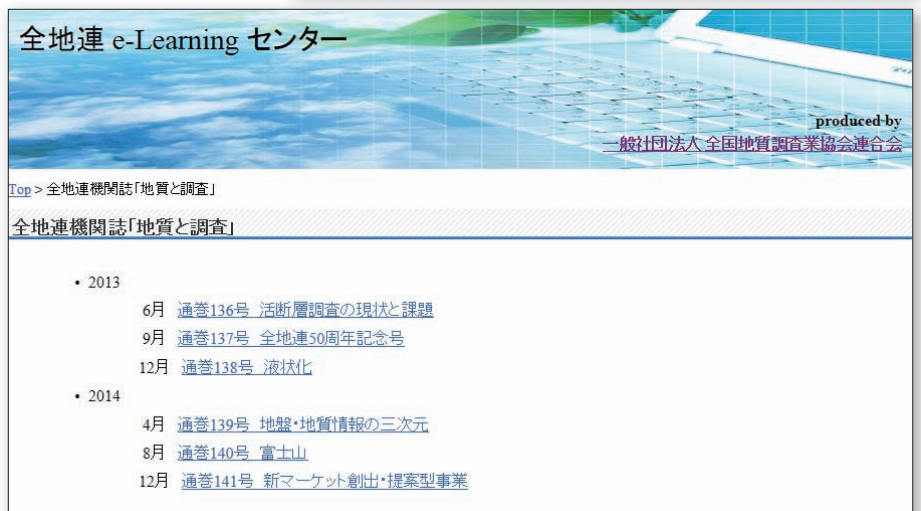 全地連 e-Learning センター
produced by
一般社団法人 全国地質調査業協会連合会
Top > 全地連機関誌「地質と調査」
全地連機関誌「地質と調査」
• 2013
6月 通巻136号 活断層調査の現状と課題
9月 通巻137号 全地連50周年記念号
12月 通巻138号 液状化
• 2014
4月 通巻139号 地盤・地質情報の三次元
8月 通巻140号 富士山
12月 通巻141号 新マーケット創出・提案型事業